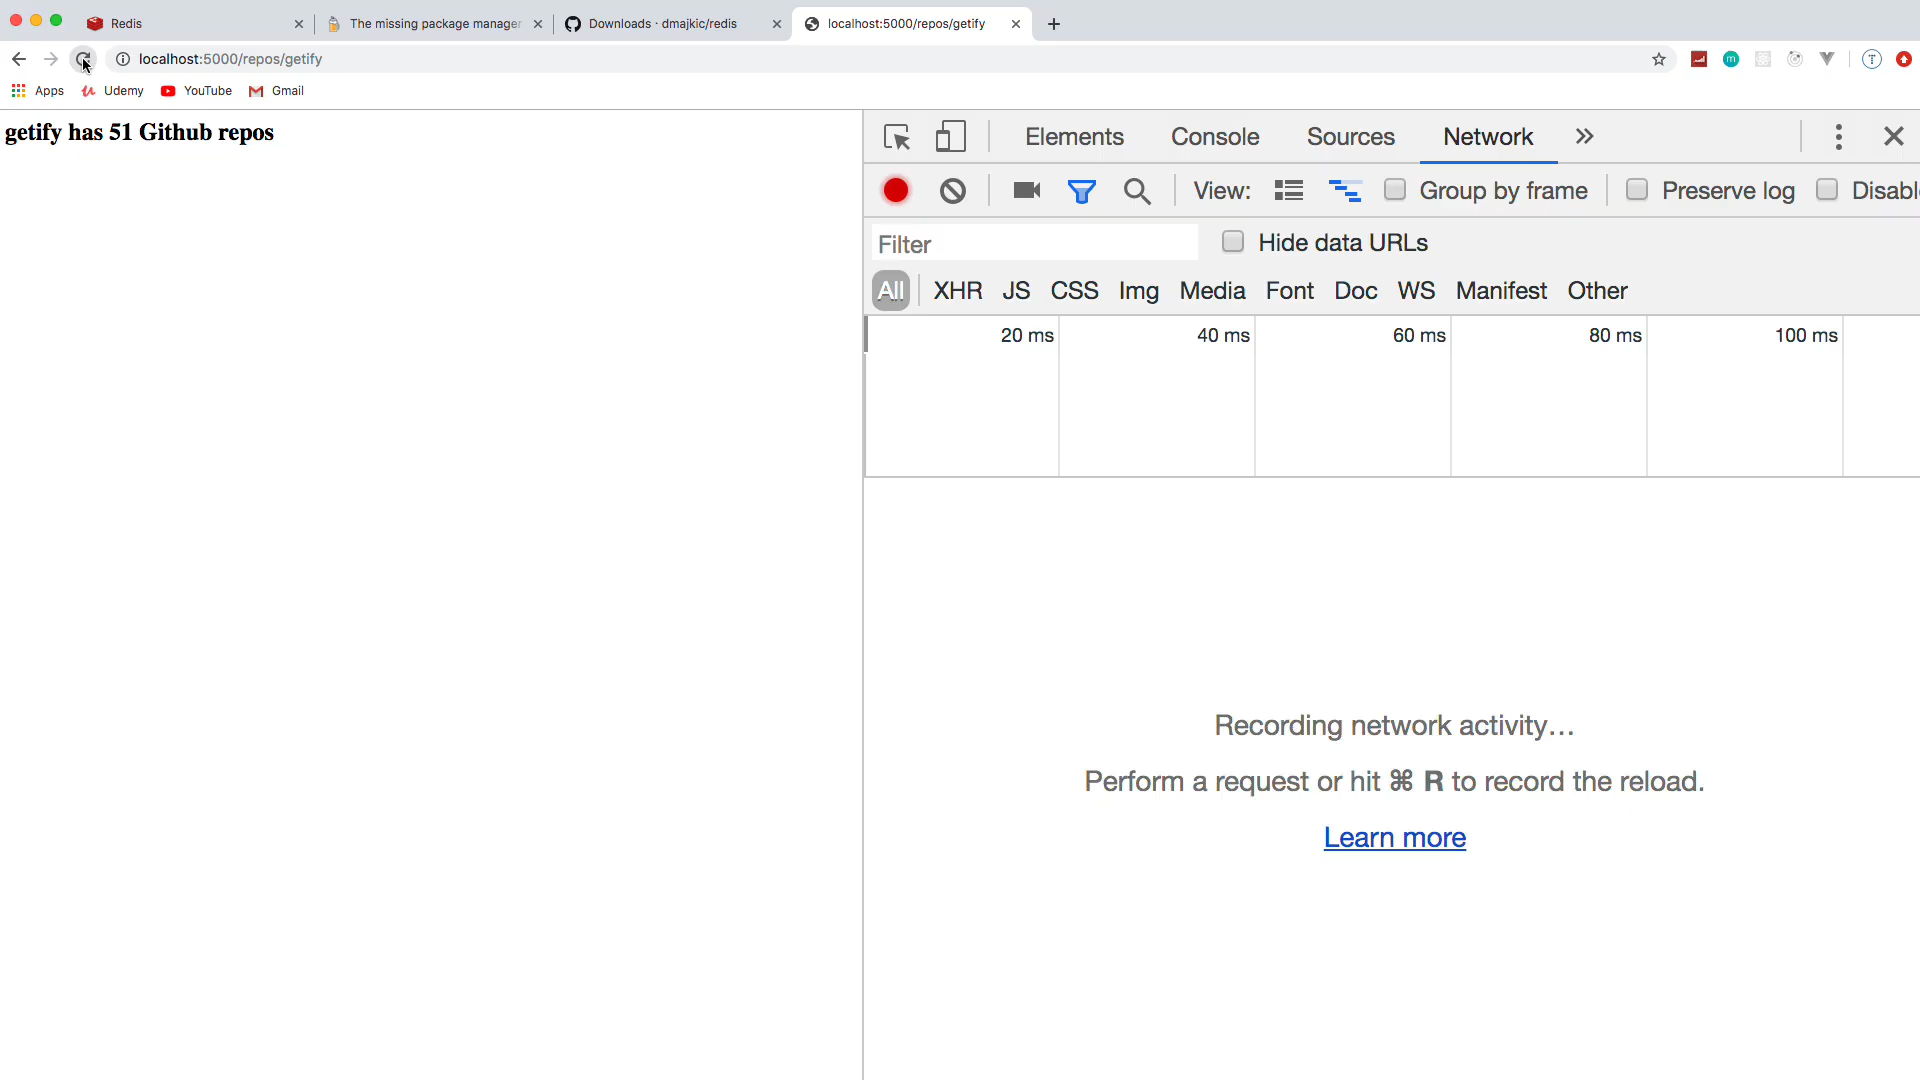 Redis
The missing package manager
Downloads · dmajkic/redis
localhost:5000/repos/getify
localhost:5000/repos/getify
Apps
Udemy
YouTube
Gmail
getify has 51 Github repos
Elements
Console
Sources
Network
View:
Group by frame
Preserve log
Disabl
Filter
Hide data URLs
All
XHR
JS
CSS
Img
Media
Font
Doc
WS
Manifest
Other
20 ms
40 ms
60 ms
80 ms
100 ms
Recording network activity…
Perform a request or hit ⌘ R to record the reload.
Learn more